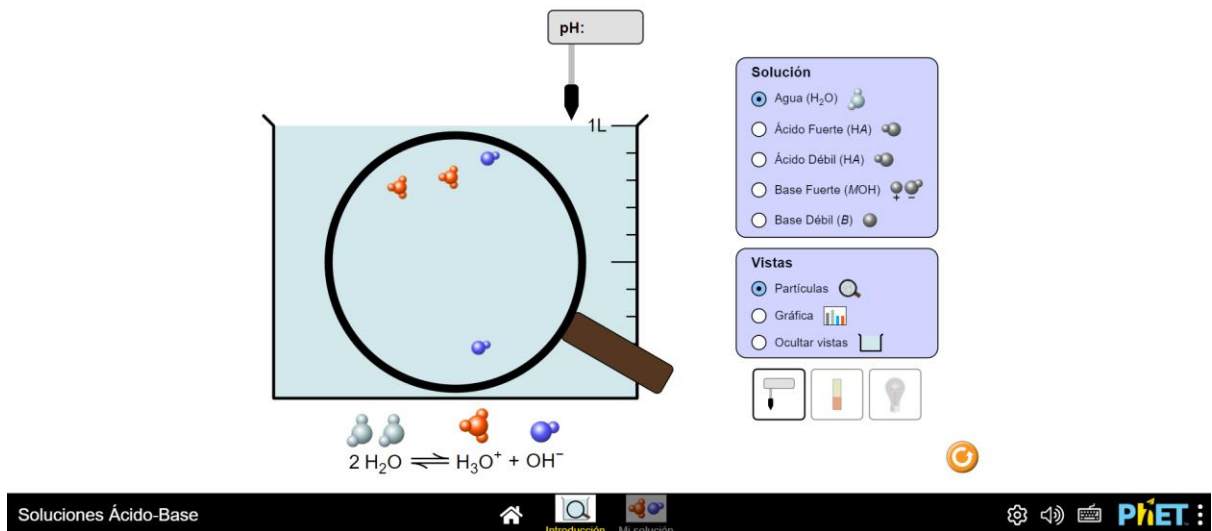 pH:
1L
Solución
Agua (H₂O)
Ácido Fuerte (HA)
Ácido Débil (HA)
Base Fuerte (MOH)
+ −
Base Débil (B)
Vistas
Partículas
Gráfica
Ocultar vistas
2 H₂O ⇌ H₃O⁺ + OH⁻
Soluciones Ácido-Base
Introducción
Mi solución
PhET